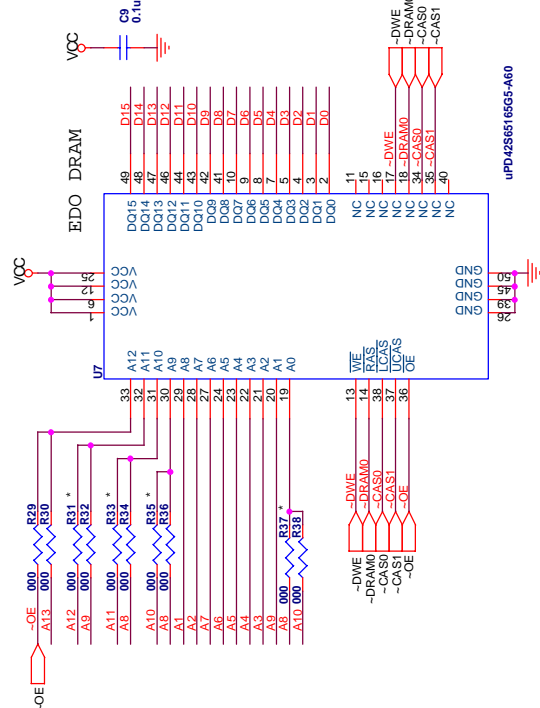 ~OE
~OE 000 R29
A13 000 R30
A12 000 R31 *
A9 000 R32
A11 000 R33 *
A8 000 R34
A10 000 R35 *
A8 000 R36
A1
A2
A7
A6
A5
A4
A3
A9
A8 000 R37 *
A10 000 R38
~DWE ~DWE
~DRAM0 ~DRAM0
~CAS0 ~CAS0
~CAS1 ~CAS1
~OE ~OE
U7
33 A12
32 A11
31 A10
30 A9
29 A8
28 A7
27 A6
24 A5
23 A4
22 A3
21 A2
20 A1
19 A0
13 WE
14 RAS
38 LCAS
37 UCAS
36 OE
VCC
1 VCC
6 VCC
12 VCC
25 VCC
26 GND
39 GND
45 GND
50 GND
EDO DRAM
DQ15 49 D15
DQ14 48 D14
DQ13 47 D13
DQ12 46 D12
DQ11 44 D11
DQ10 43 D10
DQ9 42 D9
DQ8 41 D8
DQ7 10 D7
DQ6 9 D6
DQ5 8 D5
DQ4 7 D4
DQ3 5 D3
DQ2 4 D2
DQ1 3 D1
DQ0 2 D0
NC 11
NC 15
NC 16
NC 17 ~DWE ~DWE
NC 18 ~DRAM0 ~DRAM0
NC 34 ~CAS0 ~CAS0
NC 35 ~CAS1 ~CAS1
NC 40
VCC
C9
0.1u
uPD42S65165G5-A60